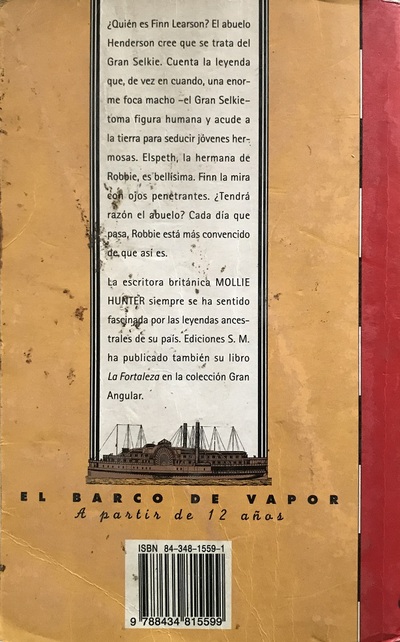 ¿Quién es Finn Learson? El abuelo
Henderson cree que se trata del
Gran Selkie. Cuenta la leyenda
que, de vez en cuando, una enor-
me foca macho –el Gran Selkie–
toma figura humana y acude a
la tierra para seducir jóvenes her-
mosas. Elspeth, la hermana de
Robbie, es bellísima. Finn la mira
con ojos penetrantes. ¿Tendrá
razón el abuelo? Cada día que
pasa, Robbie está más convencido
de que así es.
La escritora británica MOLLIE
HUNTER siempre se ha sentido
fascinada por las leyendas ances-
trales de su país. Ediciones S. M.
ha publicado también su libro
La Fortaleza en la colección Gran
Angular.
EL BARCO DE VAPOR
A partir de 12 años
ISBN 84-348-1559-1
9 788434 815599